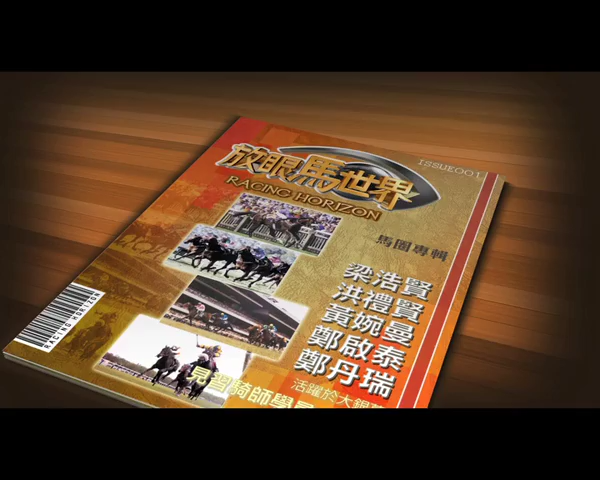 ISSUE001
放眼馬世界
RACING HORIZON
馬圈專輯
梁浩賢
洪禮賢
黃婉曼
鄭啟泰
鄭丹瑞
活躍於大銀幕
見習騎師學員
RACING HORIZON